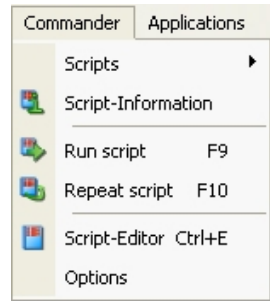 Commander Applications
Scripts
Script-Information
Run script F9
Repeat script F10
Script-Editor Ctrl+E
Options